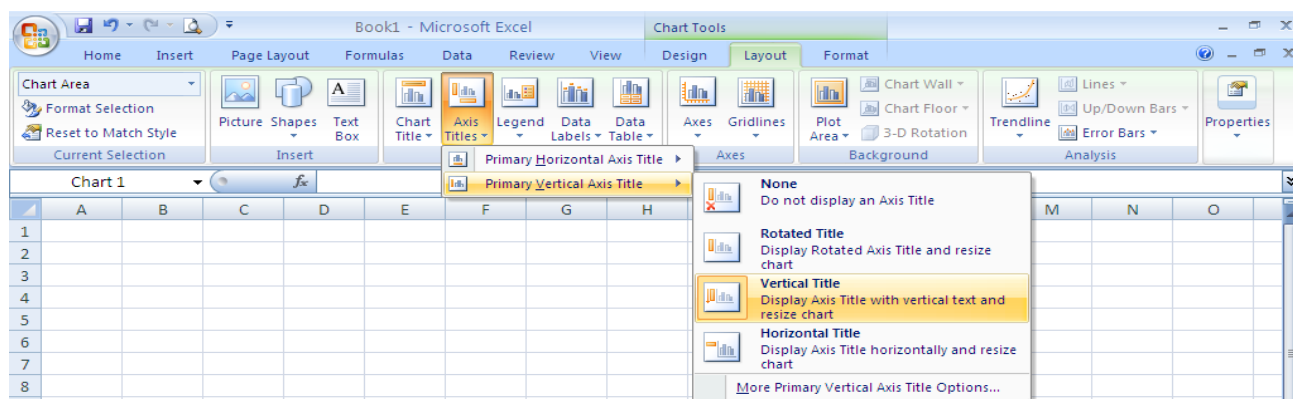 Book1 - Microsoft Excel Chart Tools
Home Insert Page Layout Formulas Data Review View Design Layout Format
Chart Area
Format Selection
Reset to Match Style
Current Selection
Picture Shapes Text Box
Insert
Chart Title Axis Titles Legend Data Labels Data Table
Axes Gridlines
Axes
Plot Area
Chart Wall
Chart Floor
3-D Rotation
Background
Trendline
Lines
Up/Down Bars
Error Bars
Analysis
Properties
Primary Horizontal Axis Title
Primary Vertical Axis Title
Chart 1 fx
None
Do not display an Axis Title
Rotated Title
Display Rotated Axis Title and resize
chart
Vertical Title
Display Axis Title with vertical text and
resize chart
Horizontal Title
Display Axis Title horizontally and resize
chart
More Primary Vertical Axis Title Options...
A B C D E F G H M N O
1
2
3
4
5
6
7
8